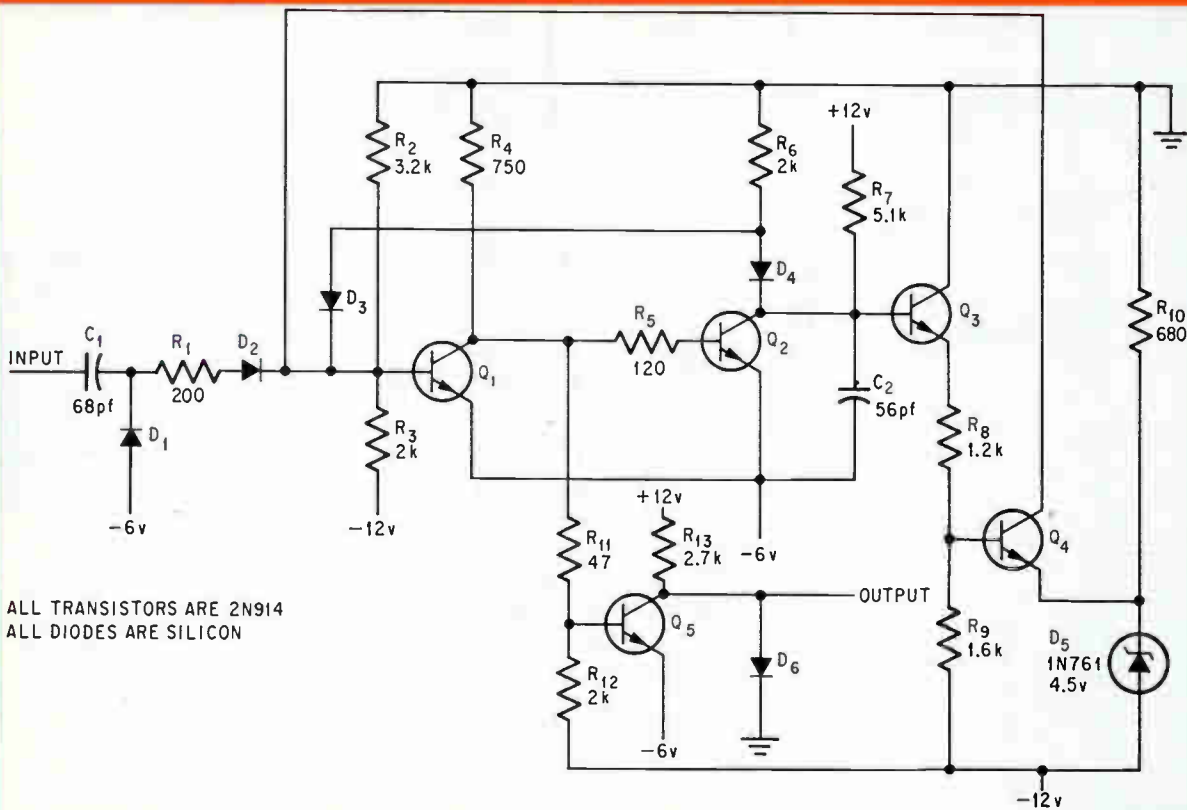 R2
3.2k
R4
750
R6
2k
+12v
R7
5.1k
R10
680
D3
D4
INPUT
C1
68pf
R1
200
D2
Q1
R5
120
Q2
Q3
C2
56pf
D1
-6v
R3
2k
-12v
R8
1.2k
R11
47
+12v
R13
2.7k
-6v
Q4
ALL TRANSISTORS ARE 2N914
ALL DIODES ARE SILICON
OUTPUT
Q5
D6
R12
2k
-6v
R9
1.6k
D5
1N761
4.5v
-12v